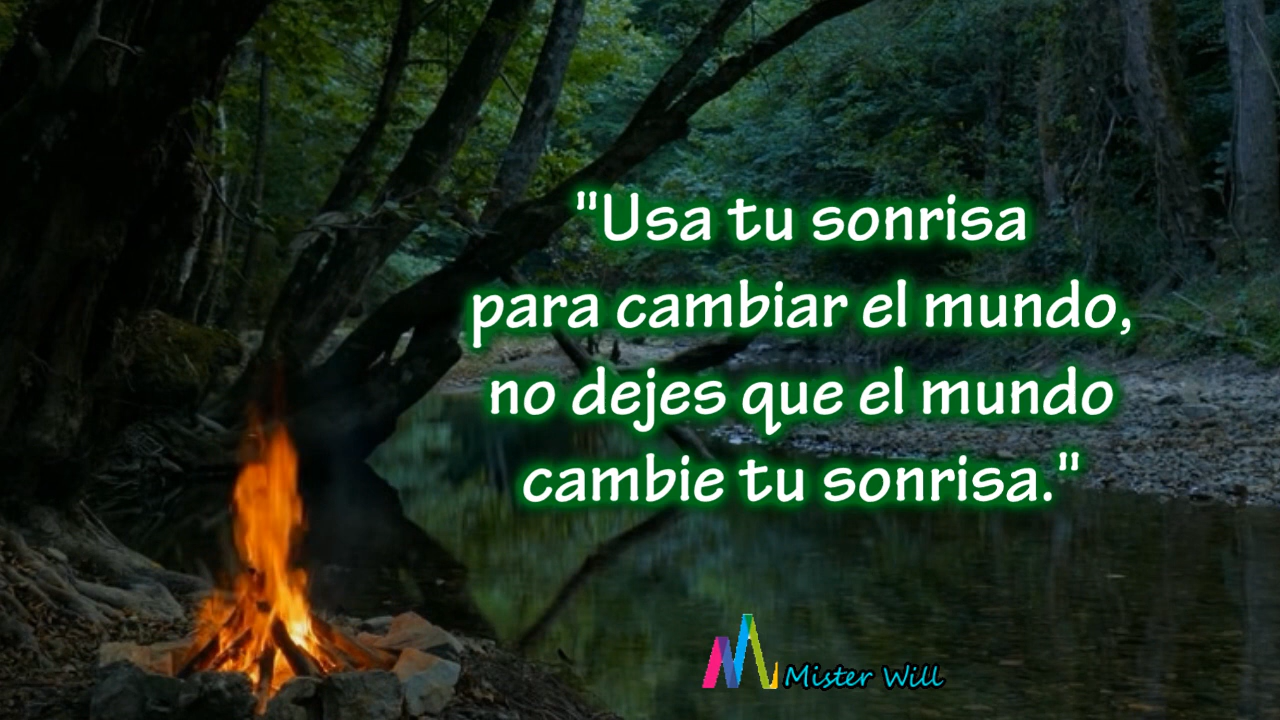 "Usa tu sonrisa
para cambiar el mundo,
no dejes que el mundo
cambie tu sonrisa."
Mister Will